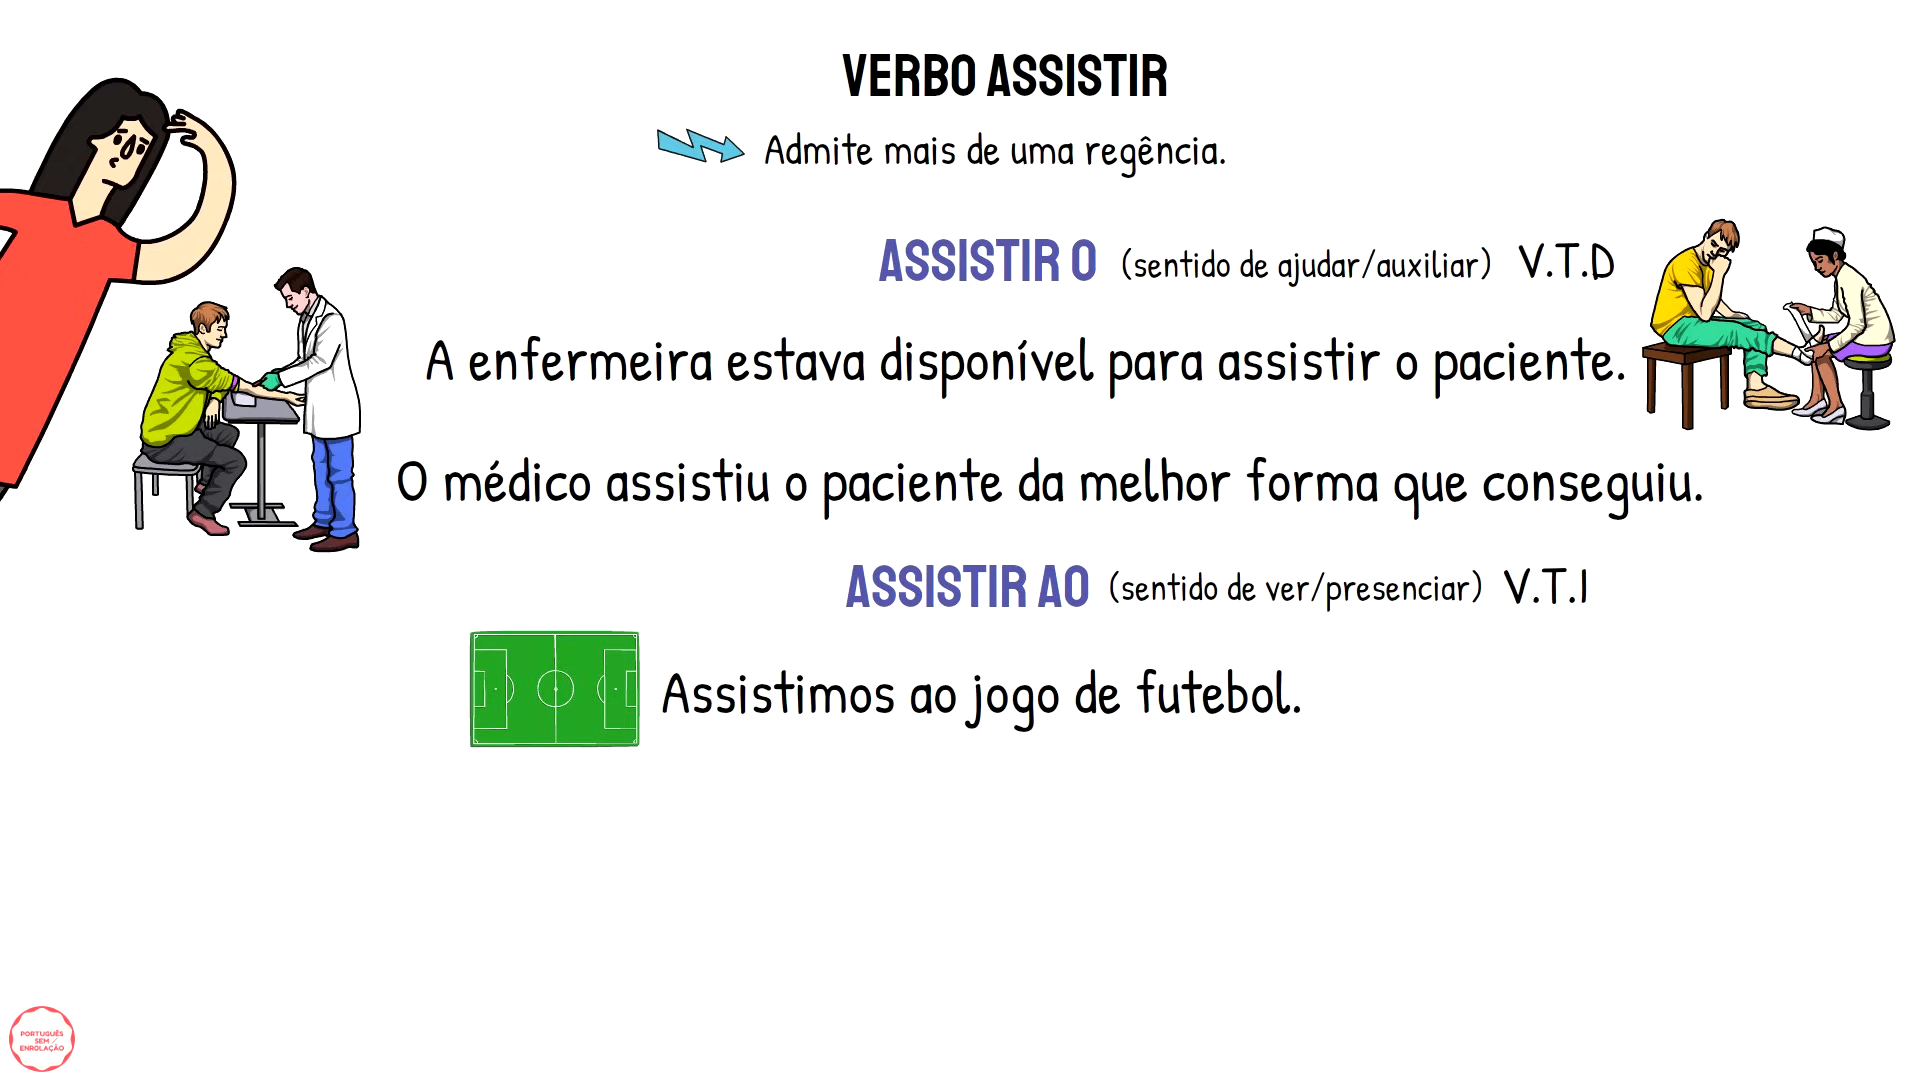 VERBO ASSISTIR
Admite mais de uma regência.
ASSISTIR O (sentido de ajudar/auxiliar) V.T.D
A enfermeira estava disponível para assistir o paciente.
O médico assistiu o paciente da melhor forma que conseguiu.
ASSISTIR AO (sentido de ver/presenciar) V.T.I
Assistimos ao jogo de futebol.
PORTUGUÊS
SEM
ENROLAÇÃO